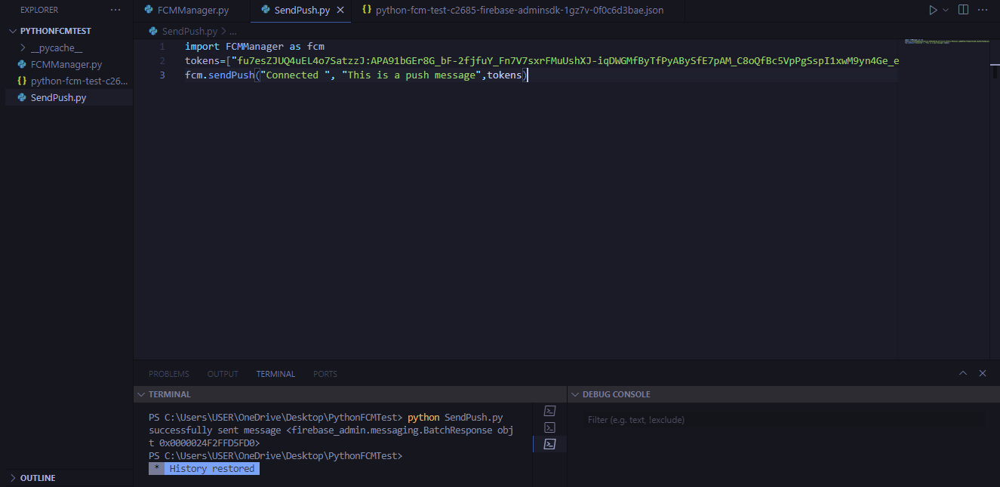 EXPLORER
PYTHONFCMTEST
__pycache__
FCMManager.py
python-fcm-test-c26...
SendPush.py
OUTLINE
FCMManager.py
SendPush.py
python-fcm-test-c2685-firebase-adminsdk-1gz7v-0f0c6d3bae.json
SendPush.py > ...
1 import FCMManager as fcm
2 tokens=["fu7esZJUQ4uEL4o7SatzzJ:APA91bGEr8G_bF-2fjfuY_Fn7V7sxrFMuUshXJ-iqDWGMfByTfPyABySfE7pAM_C8oQfBc5VpPgSspI1xwM9yn4Ge_e
3 fcm.sendPush("Connected ", "This is a push message",tokens)
PROBLEMS OUTPUT TERMINAL PORTS
TERMINAL
PS C:\Users\USER\OneDrive\Desktop\PythonFCMTest> python SendPush.py
successfully sent message <firebase_admin.messaging.BatchResponse obj
t 0x0000024F2FFD5FD0>
PS C:\Users\USER\OneDrive\Desktop\PythonFCMTest>
* History restored
DEBUG CONSOLE
Filter (e.g. text, !exclude)